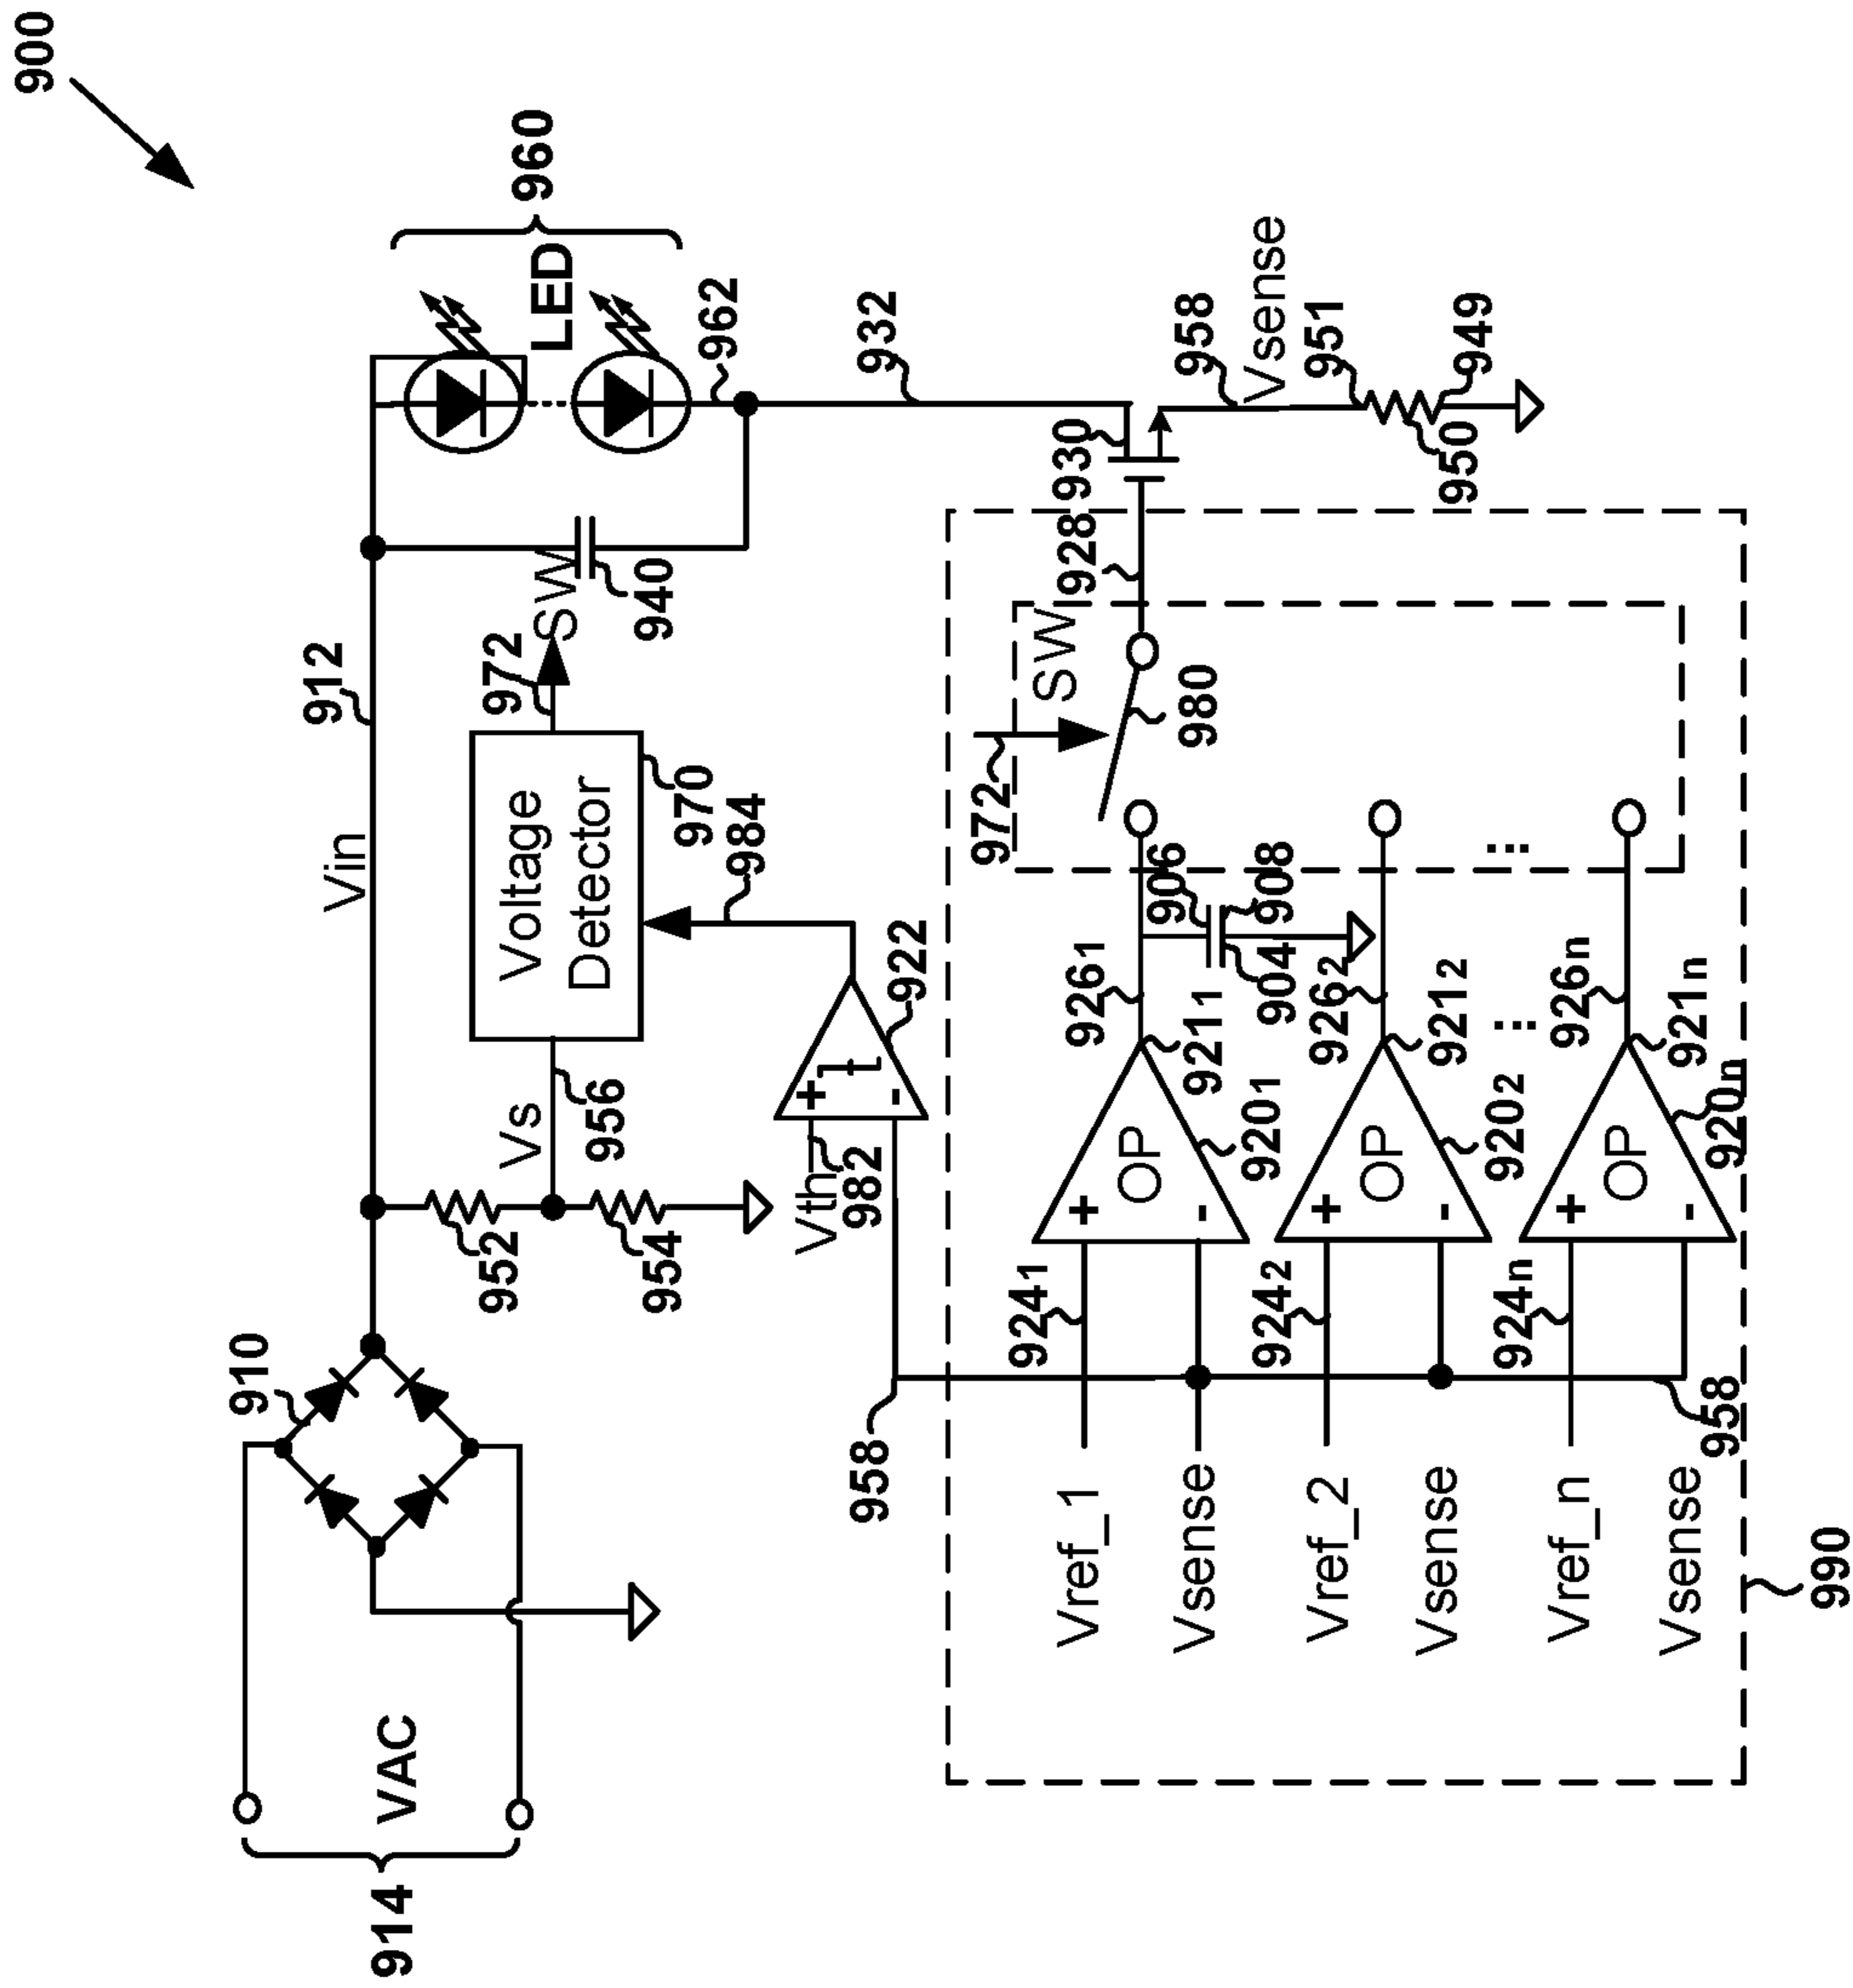 900
914
VAC
910
Vin
912
952
954
Vs
956
Voltage
Detector
970
972
SW
940
LED
960
962
932
Vth
982
922
984
958
930
928
958
Vsense
951
950
949
972
SW
980
Vref_1
924₁
Vsense
OP
+
-
920₁
921₁
926₁
906
904
908
Vref_2
924₂
Vsense
OP
+
-
920₂
921₂
926₂
...
...
Vref_n
924n
Vsense
958
OP
+
-
920n
921n
926n
+
-
990